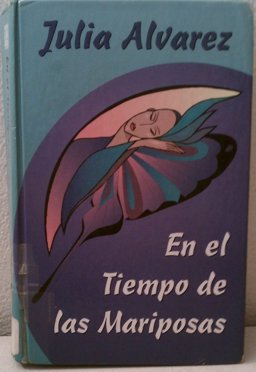 Julia Alvarez
En el
Tiempo de
las Mariposas